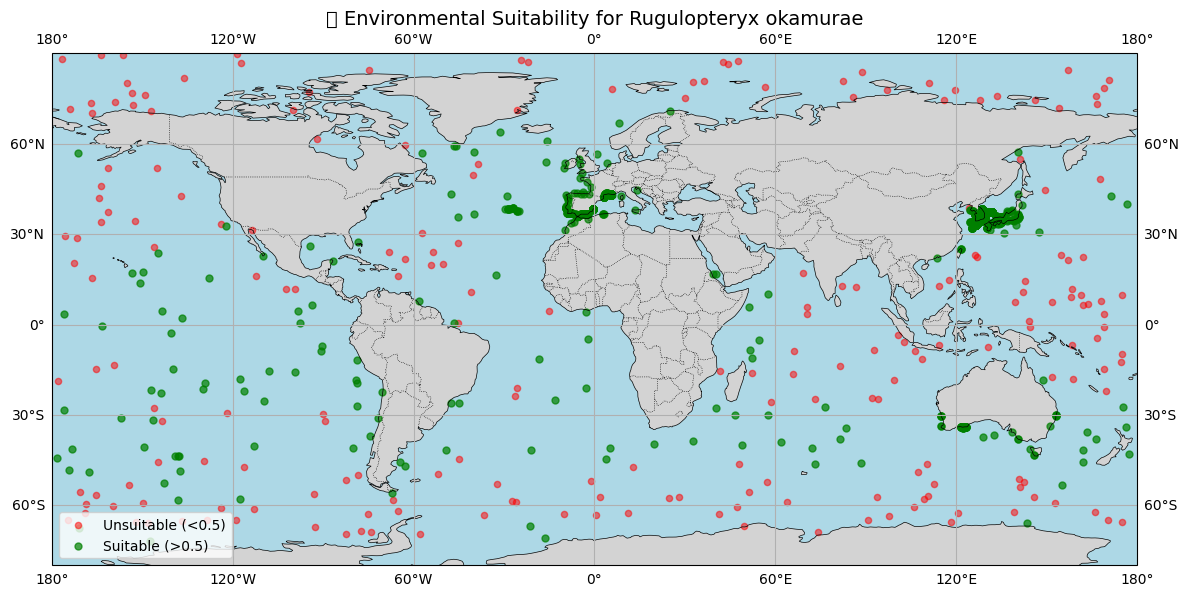 Environmental Suitability for Rugulopteryx okamurae
180° 120°W 60°W 0° 60°E 120°E 180°
60°N 60°N
30°N 30°N
0° 0°
30°S 30°S
60°S 60°S
Unsuitable (<0.5)
Suitable (>0.5)
180° 120°W 60°W 0° 60°E 120°E 180°